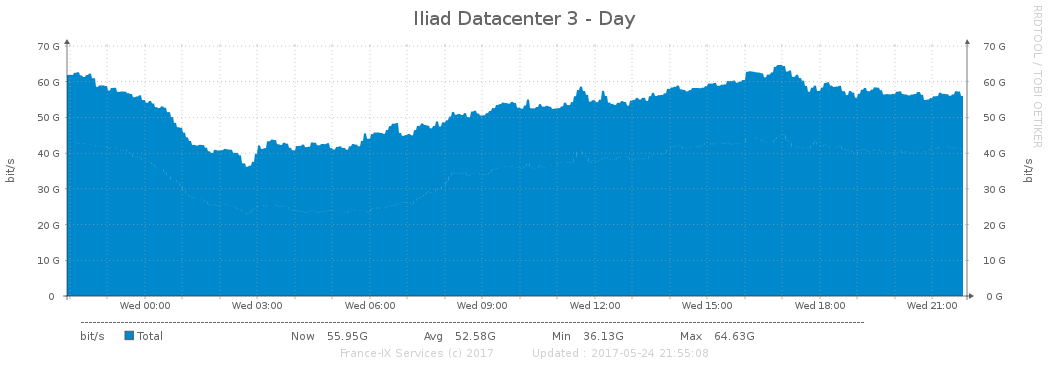 Iliad Datacenter 3 - Day
RRDTOOL / TOBI OETIKER
70 G 70 G
60 G 60 G
50 G 50 G
40 G 40 G
30 G 30 G
20 G 20 G
10 G 10 G
0 0 G
bit/s bit/s
Wed 00:00 Wed 03:00 Wed 06:00 Wed 09:00 Wed 12:00 Wed 15:00 Wed 18:00 Wed 21:00
bit/s Total Now 55.95G Avg 52.58G Min 36.13G Max 64.63G
France-IX Services (c) 2017 Updated : 2017-05-24 21:55:08